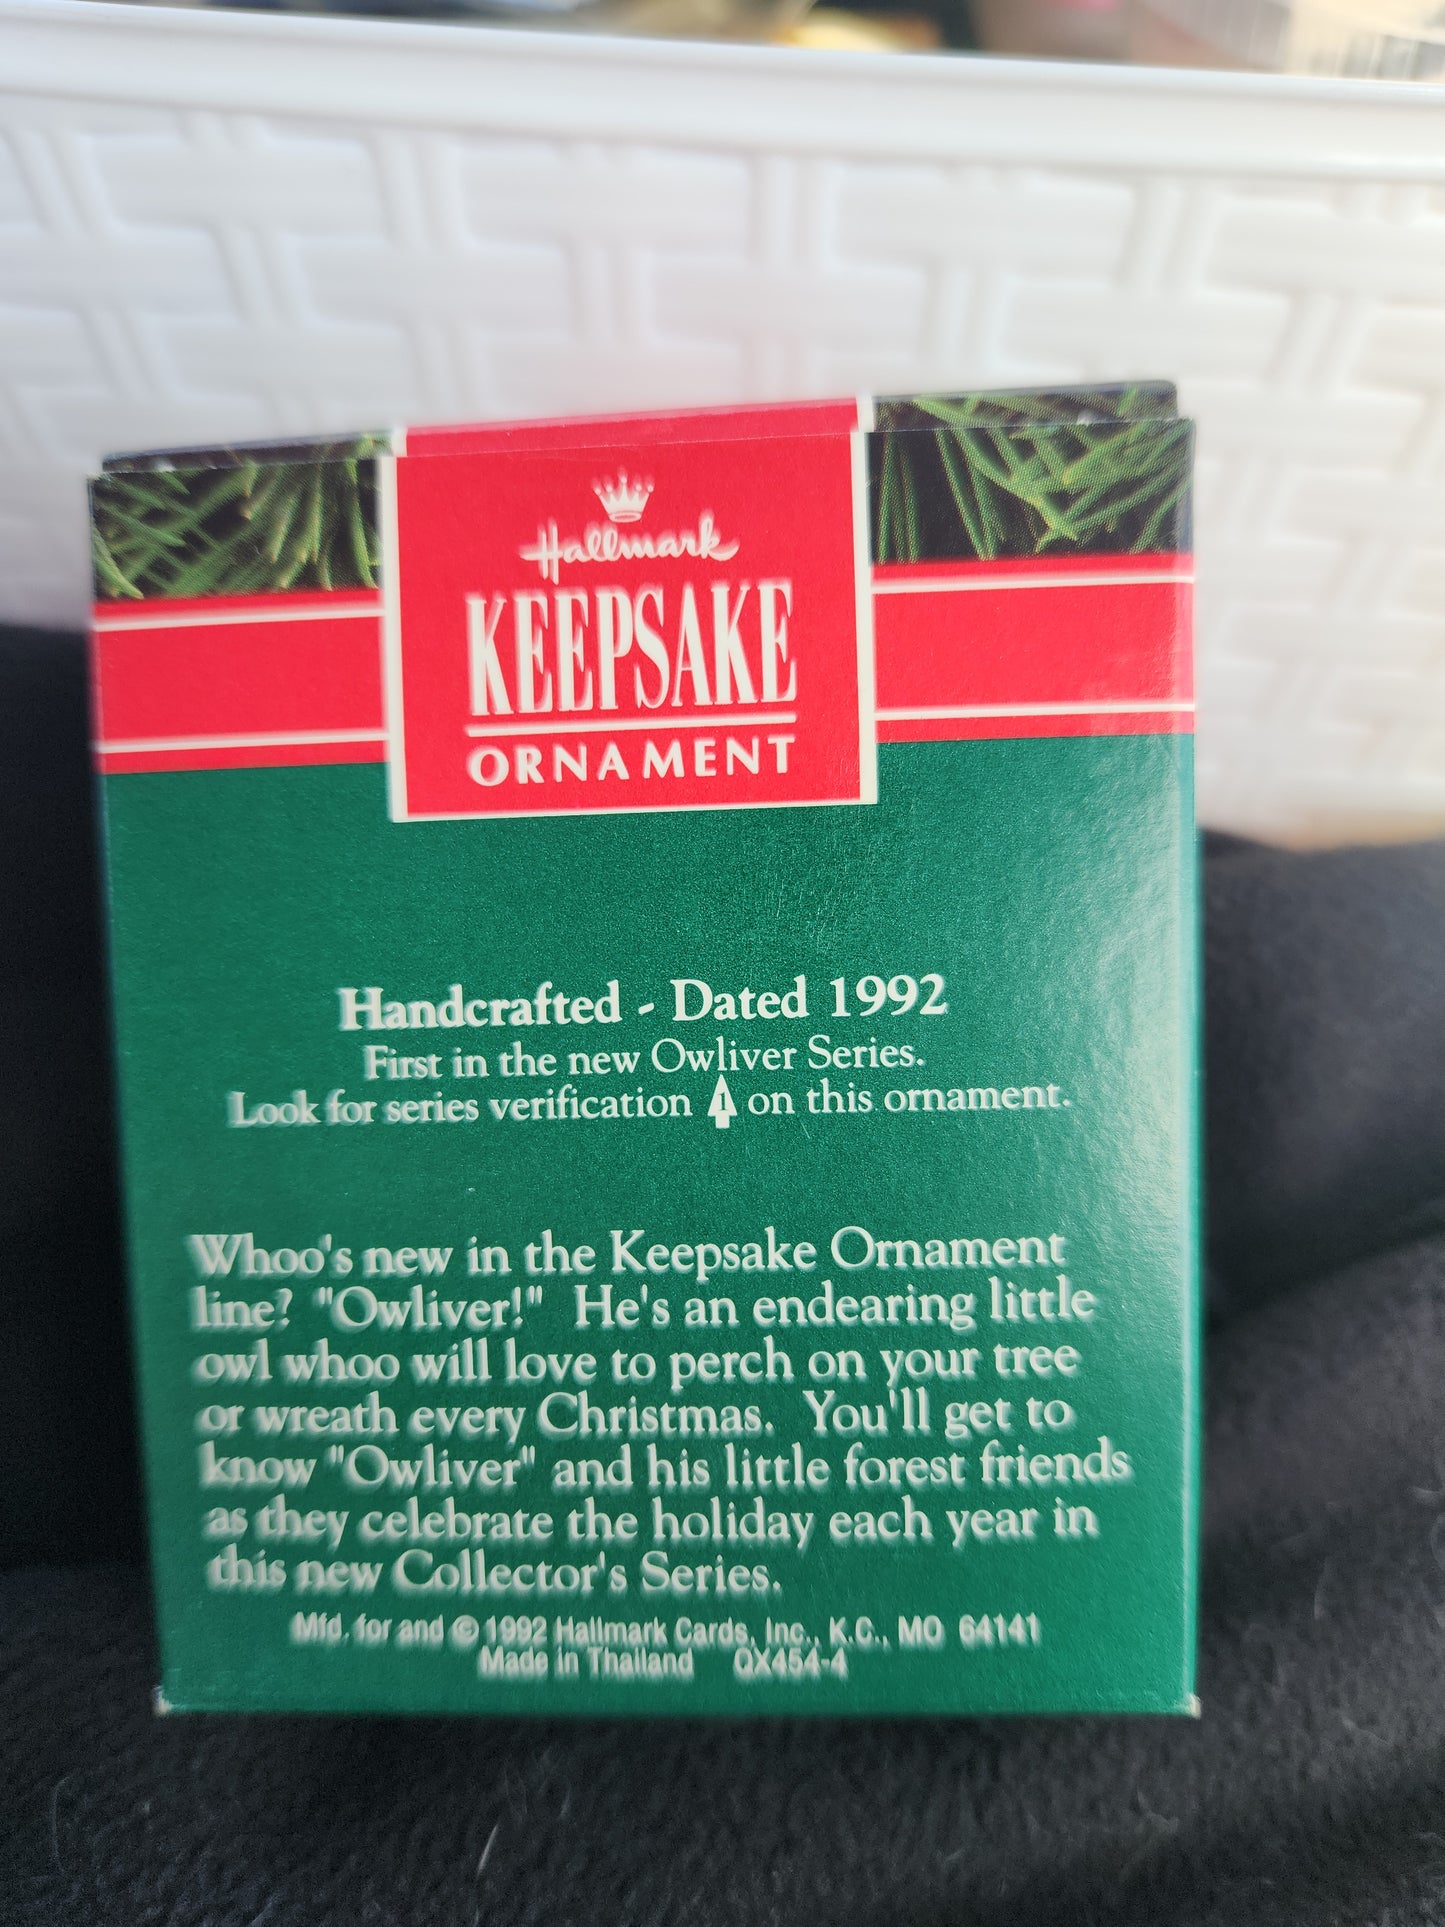 Hallmark
KEEPSAKE
ORNAMENT
Handcrafted - Dated 1992
First in the new Owliver Series.
Look for series verification 1 on this ornament.
Whoo's new in the Keepsake Ornament
line? "Owliver!" He's an endearing little
owl whoo will love to perch on your tree
or wreath every Christmas. You'll get to
know "Owliver" and his little forest friends
as they celebrate the holiday each year in
this new Collector's Series.
Mfd. for and © 1992 Hallmark Cards, Inc., K.C., MO 64141
Made in Thailand QX454-4